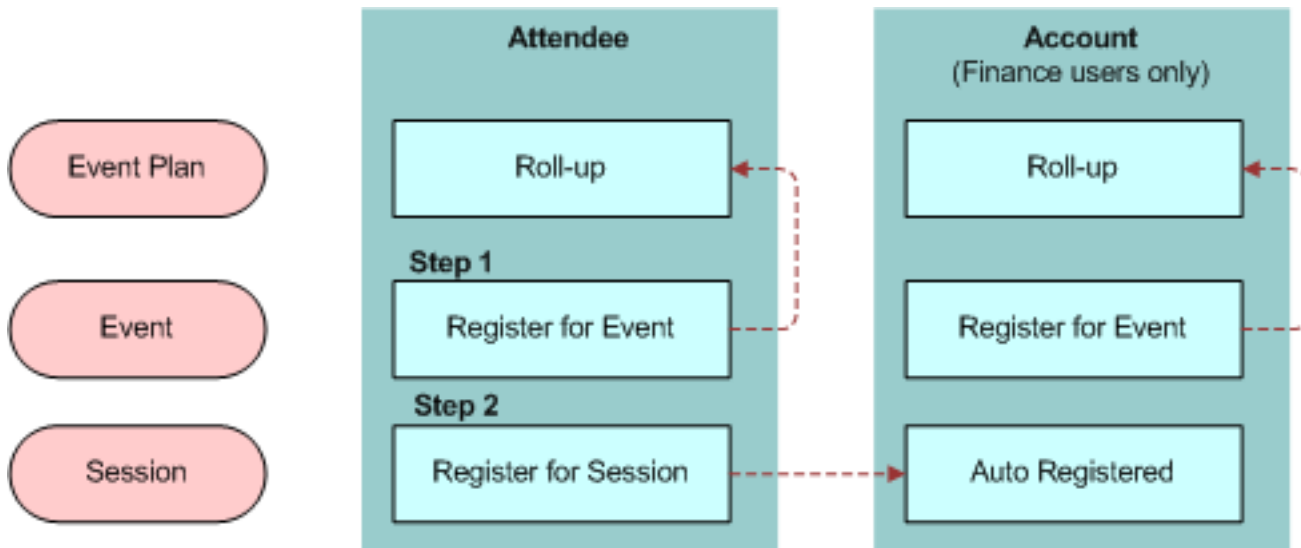 Attendee
Account
(Finance users only)
Event Plan
Roll-up
Roll-up
Step 1
Event
Register for Event
Register for Event
Step 2
Session
Register for Session
Auto Registered